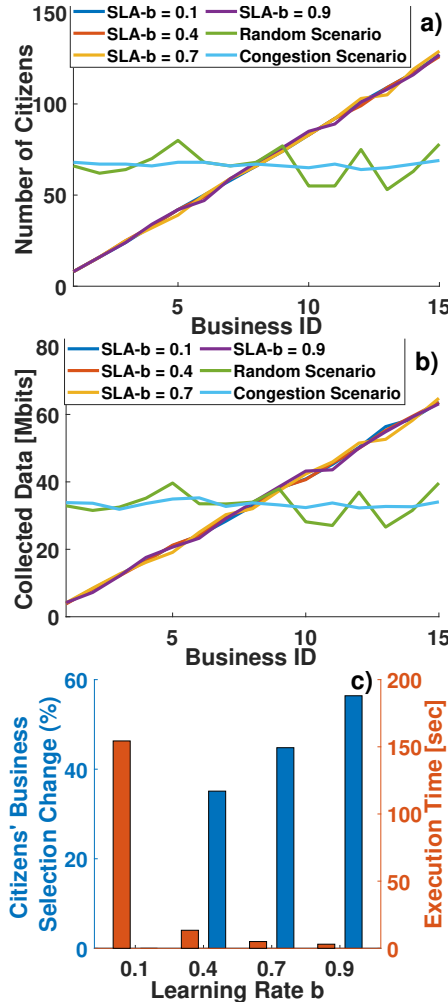 SLA-b = 0.1 SLA-b = 0.9
SLA-b = 0.4 Random Scenario
SLA-b = 0.7 Congestion Scenario
a)
Number of Citizens
150
100
50
0
5 10 15
Business ID
SLA-b = 0.1 SLA-b = 0.9
SLA-b = 0.4 Random Scenario
SLA-b = 0.7 Congestion Scenario
b)
Collected Data [Mbits]
80
60
40
20
0
5 10 15
Business ID
c)
Citizens' Business
Selection Change (%)
60
40
20
0
Execution Time [sec]
200
150
100
50
0
0.1 0.4 0.7 0.9
Learning Rate b